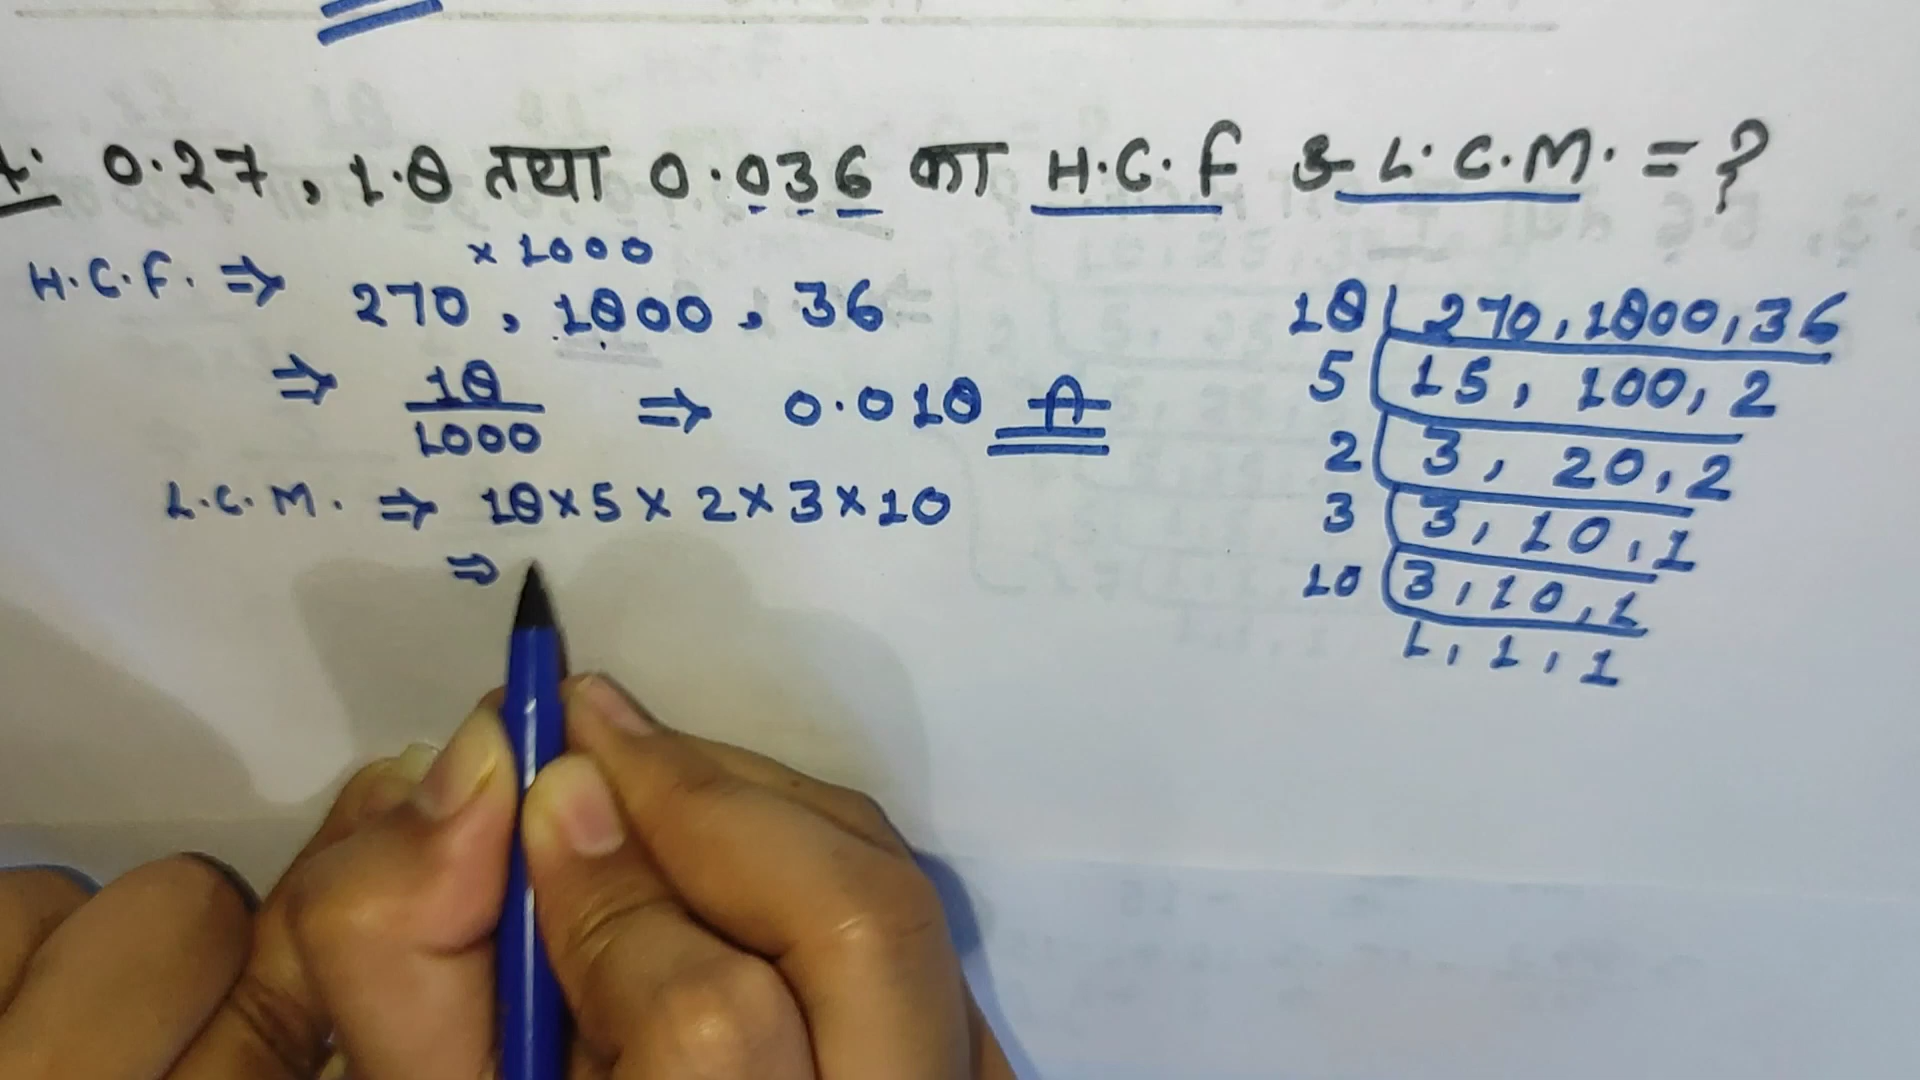 0.27, 1.8 तथा 0.036 का H.C.F & L.C.M. = ?
× 1000
H.C.F. ⇒ 270, 1800, 36
⇒ 18/1000 ⇒ 0.018 A
L.C.M. ⇒ 18×5×2×3×10
⇒
18 | 270, 1800, 36
5 | 15, 100, 2
2 | 3, 20, 2
3 | 3, 10, 1
10 | 3, 10, 1
1, 1, 1